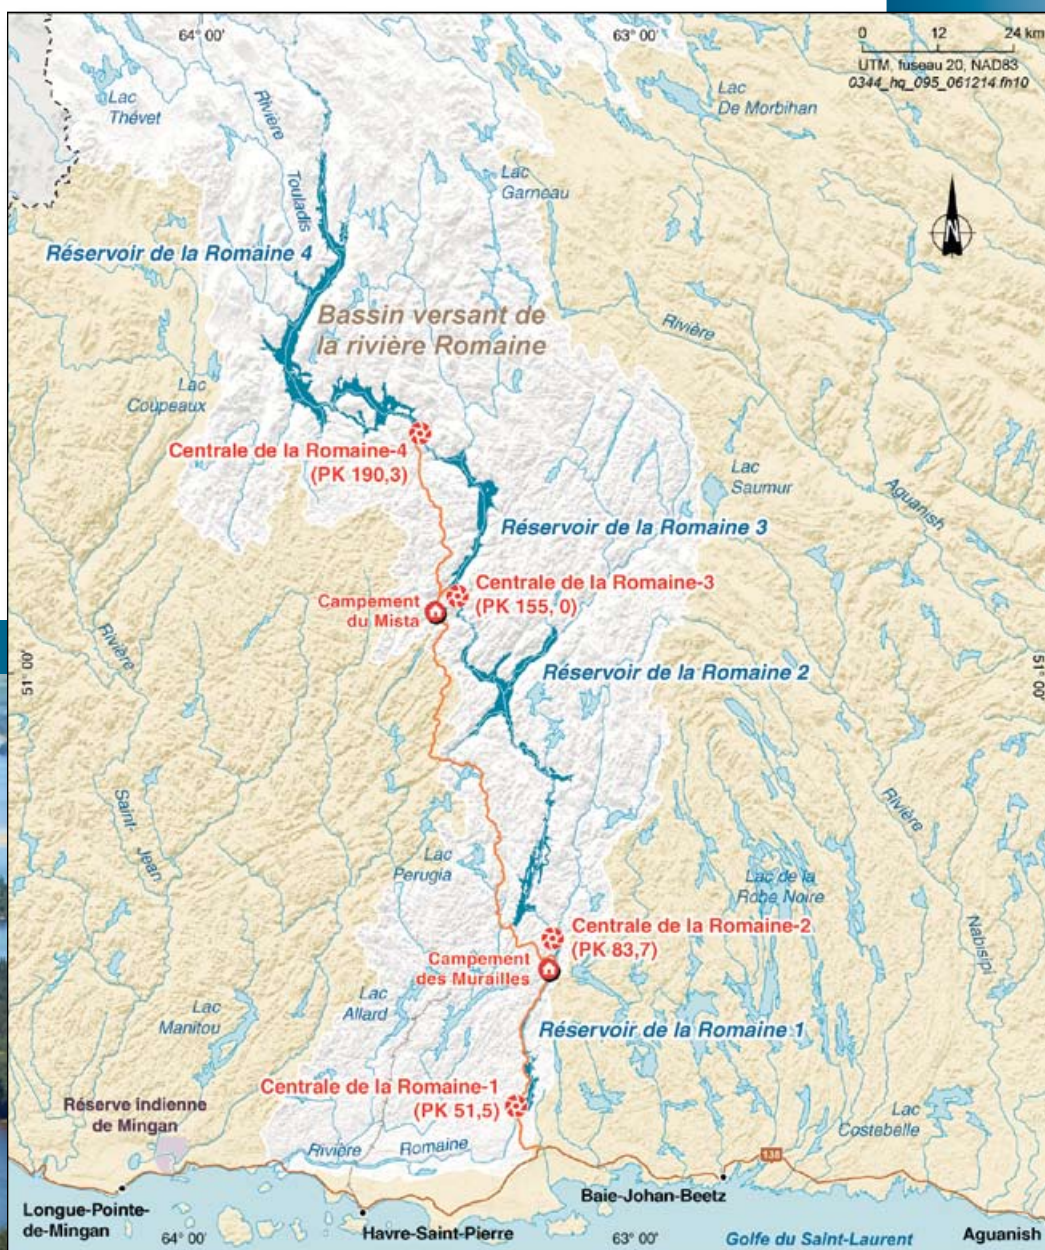 64° 00'
63° 00'
0 12 24 km
UTM, fuseau 20, NAD83
0344_hq_095_061214.fh10
Lac
Thévet
Rivière
Touladis
Lac
De Morbihan
Lac
Garneau
N
Réservoir de la Romaine 4
Bassin versant de
la rivière Romaine
Rivière
Lac
Coupeaux
Centrale de la Romaine-4
(PK 190,3)
Lac
Saumur
Aguanish
Réservoir de la Romaine 3
Centrale de la Romaine-3
(PK 155, 0)
Campement
du Mista
Rivière
51° 00'
51° 00'
Réservoir de la Romaine 2
Saint-
Jean
Rivière
Lac
Perugia
Lac de la
Robe Noire
Centrale de la Romaine-2
(PK 83,7)
Nabisipi
Campement
des Murailles
Lac
Allard
Lac
Manitou
Réservoir de la Romaine 1
Centrale de la Romaine-1
(PK 51,5)
Réserve indienne
de Mingan
Lac
Costebelle
Rivière Romaine
138
Longue-Pointe-
de-Mingan
Baie-Johan-Beetz
Havre-Saint-Pierre
64° 00'
63° 00'
Golfe du Saint-Laurent
Aguanish